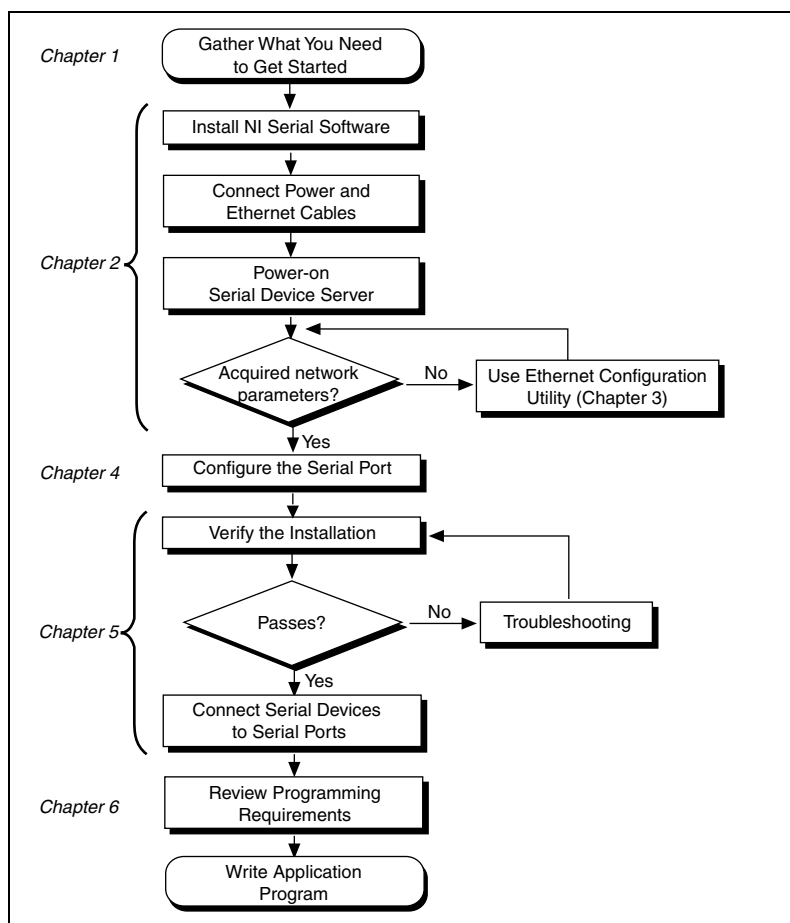 Chapter 1
Gather What You Need
to Get Started
Chapter 2
Install NI Serial Software
Connect Power and
Ethernet Cables
Power-on
Serial Device Server
Acquired network
parameters?
No
Use Ethernet Configuration
Utility (Chapter 3)
Yes
Chapter 4
Configure the Serial Port
Chapter 5
Verify the Installation
Passes?
No
Troubleshooting
Yes
Connect Serial Devices
to Serial Ports
Chapter 6
Review Programming
Requirements
Write Application
Program